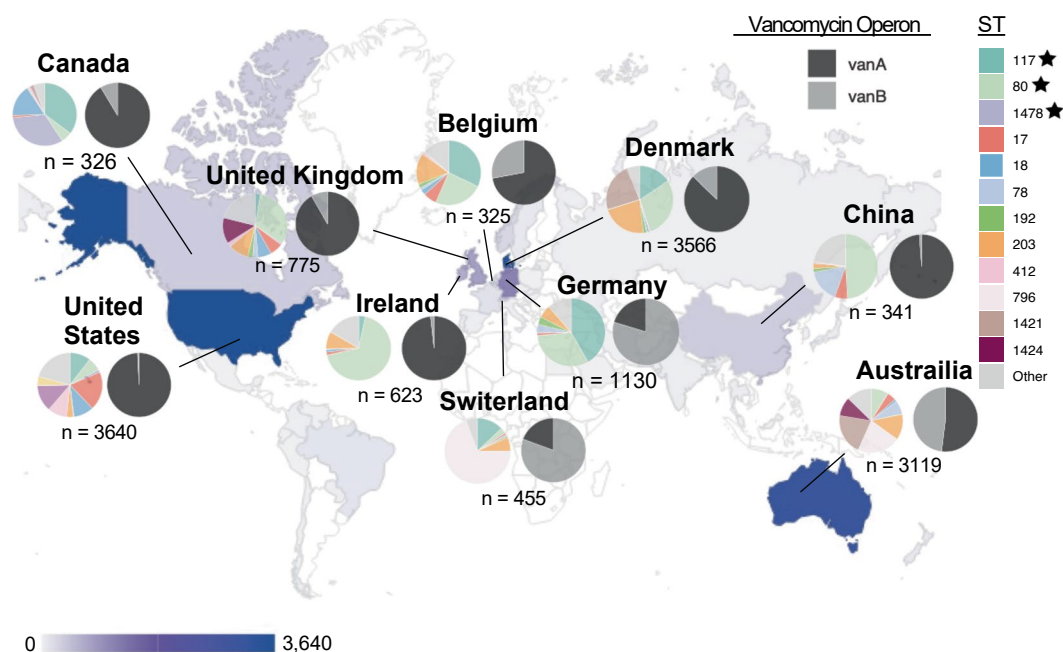 Vancomycin Operon
vanA
vanB
ST
117
80
1478
17
18
78
192
203
412
796
1421
1424
Other
Canada
n = 326
United Kingdom
n = 775
Belgium
n = 325
Denmark
n = 3566
China
n = 341
United
States
n = 3640
Ireland
n = 623
Germany
n = 1130
Switerland
n = 455
Austrailia
n = 3119
0
3,640